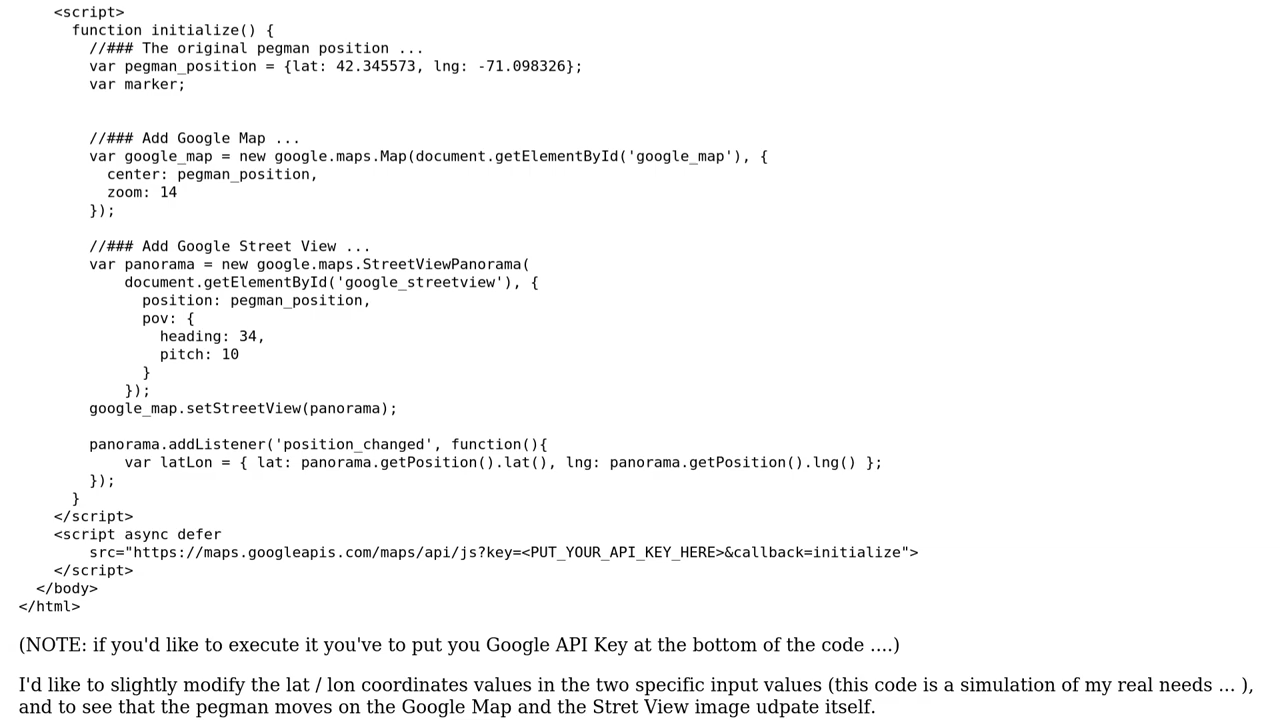 <script>
function initialize() {
//### The original pegman position ...
var pegman_position = {lat: 42.345573, lng: -71.098326};
var marker;
//### Add Google Map ...
var google_map = new google.maps.Map(document.getElementById('google_map'), {
center: pegman_position,
zoom: 14
});
//### Add Google Street View ...
var panorama = new google.maps.StreetViewPanorama(
document.getElementById('google_streetview'), {
position: pegman_position,
pov: {
heading: 34,
pitch: 10
}
});
google_map.setStreetView(panorama);
panorama.addListener('position_changed', function(){
var latLon = { lat: panorama.getPosition().lat(), lng: panorama.getPosition().lng() };
});
}
</script>
<script async defer
src="https://maps.googleapis.com/maps/api/js?key=<PUT_YOUR_API_KEY_HERE>&callback=initialize">
</script>
</body>
</html>
(NOTE: if you'd like to execute it you've to put you Google API Key at the bottom of the code ....)
I'd like to slightly modify the lat / lon coordinates values in the two specific input values (this code is a simulation of my real needs ... ),
and to see that the pegman moves on the Google Map and the Stret View image udpate itself.